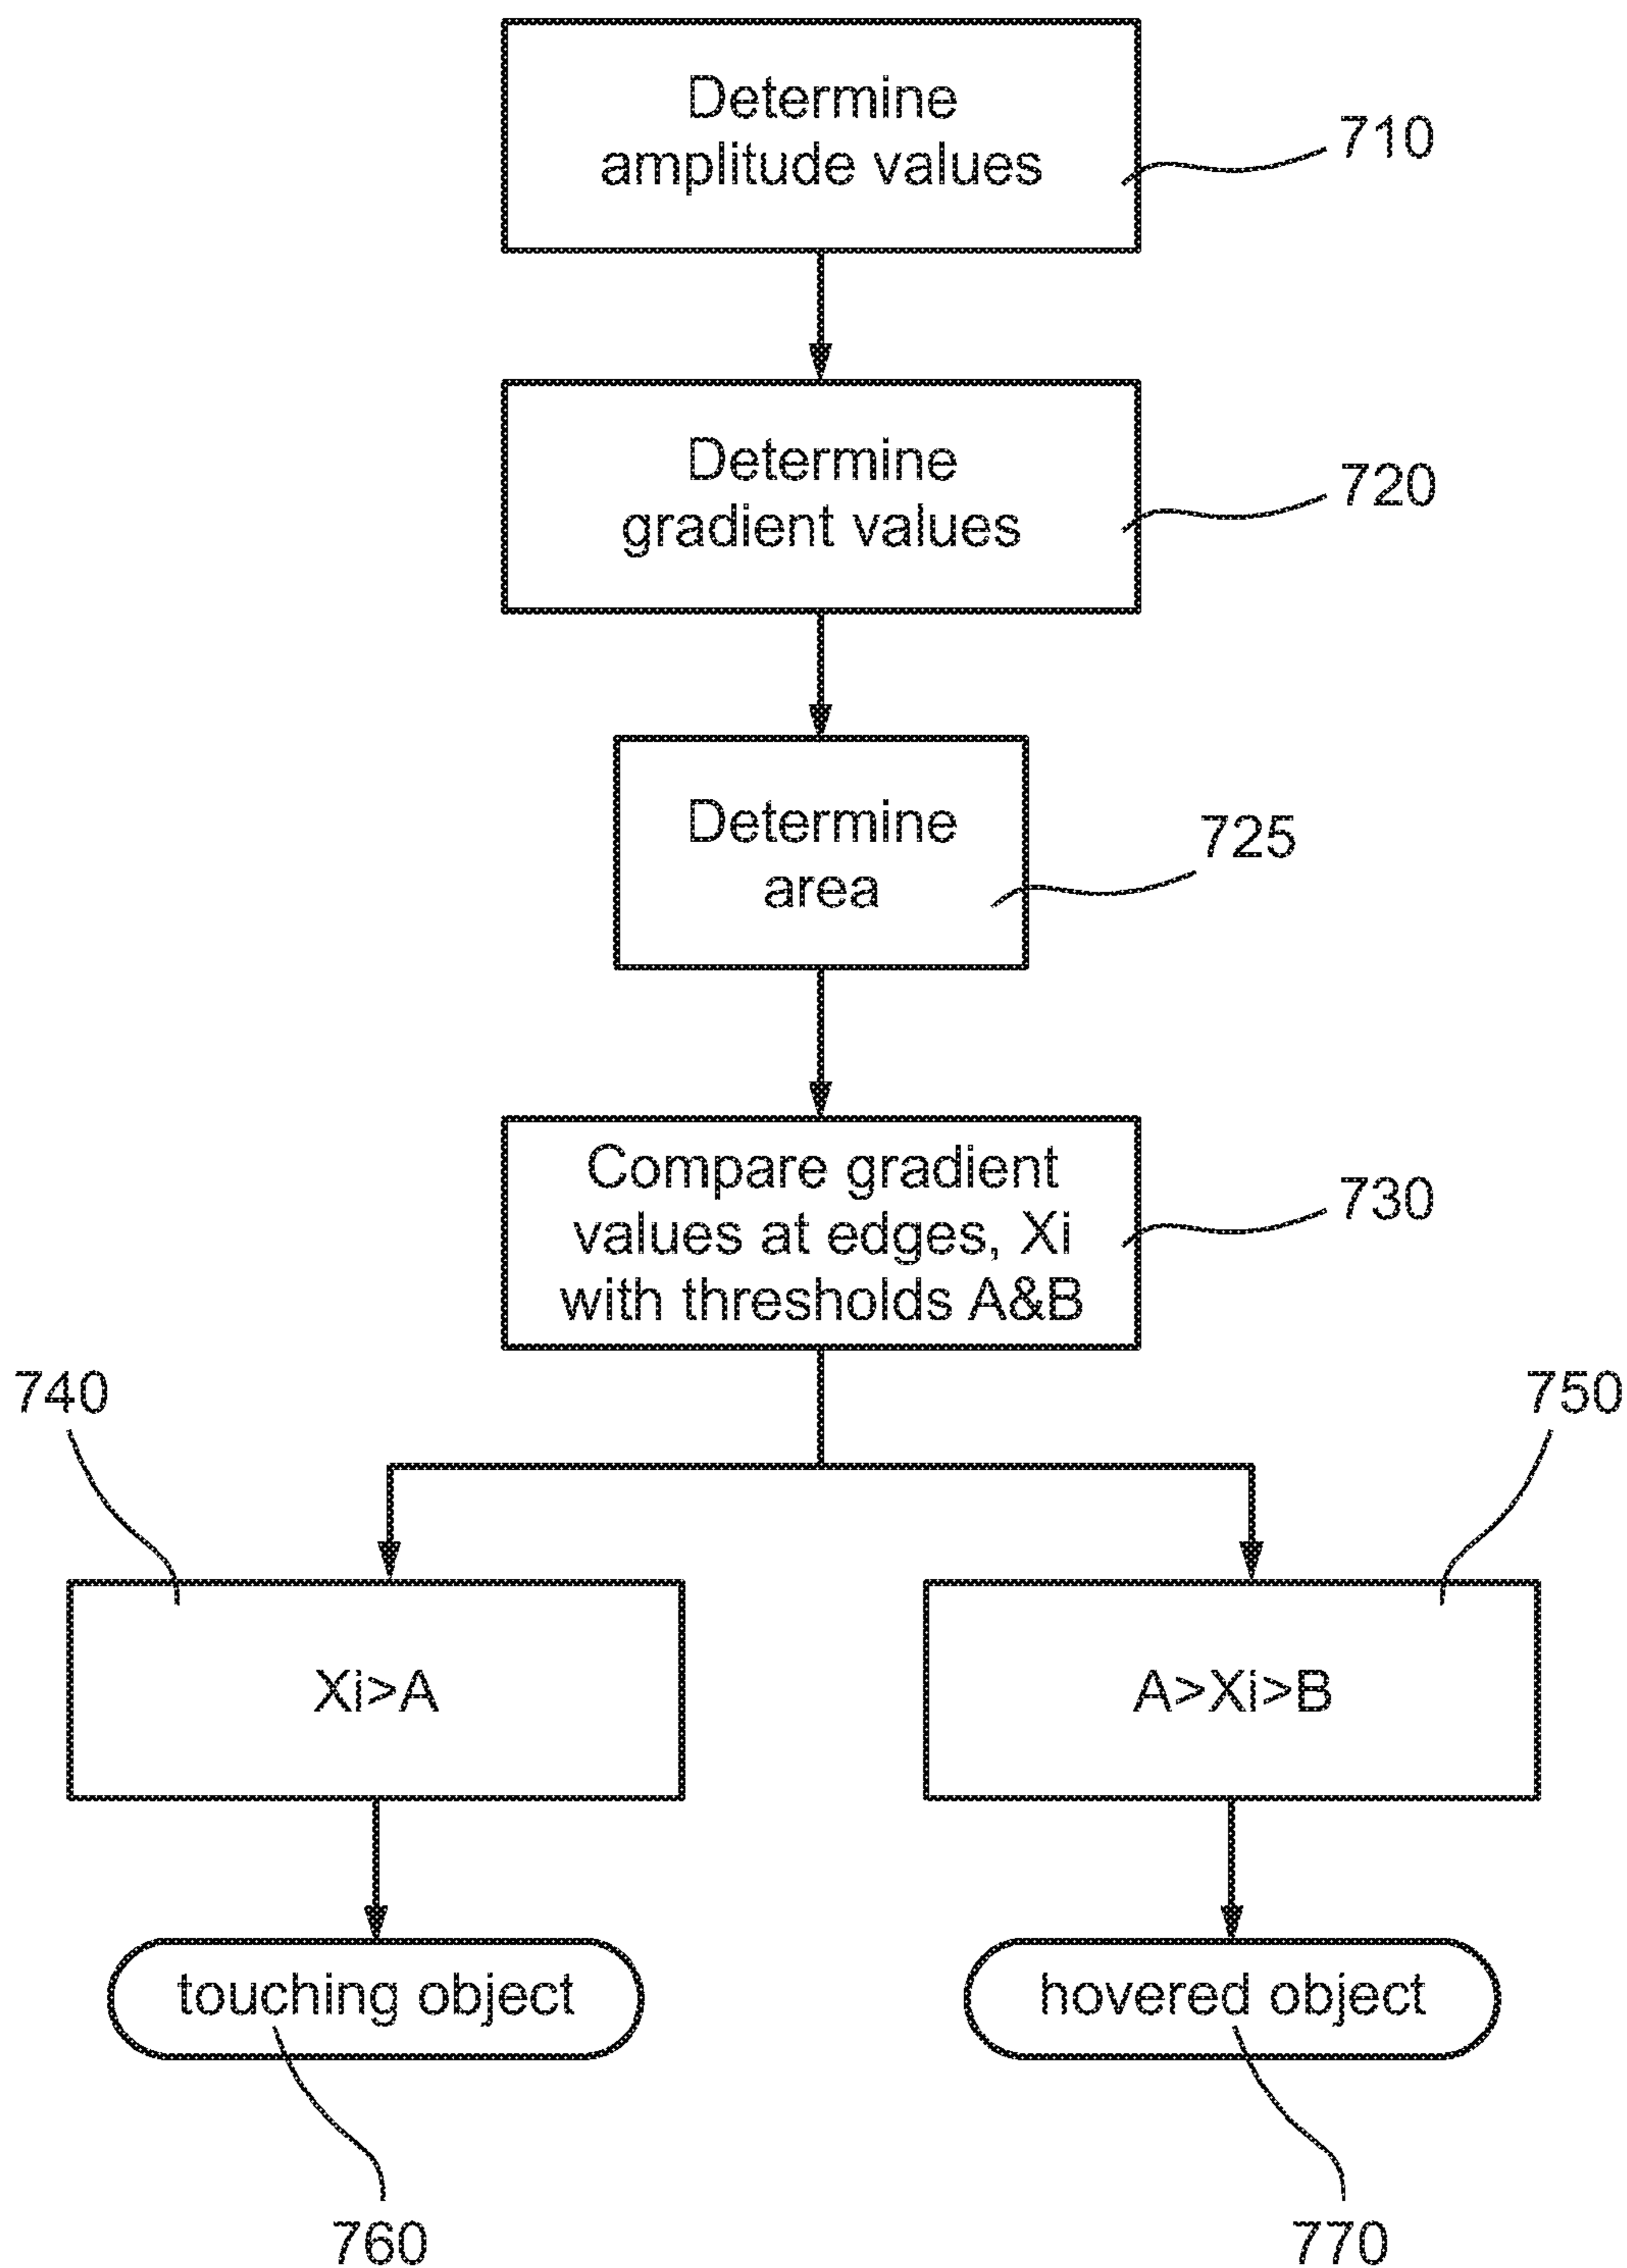 Determine
amplitude values
710
Determine
gradient values
720
Determine
area
725
Compare gradient
values at edges, Xi
with thresholds A&B
730
740
750
Xi>A
A>Xi>B
touching object
hovered object
760
770